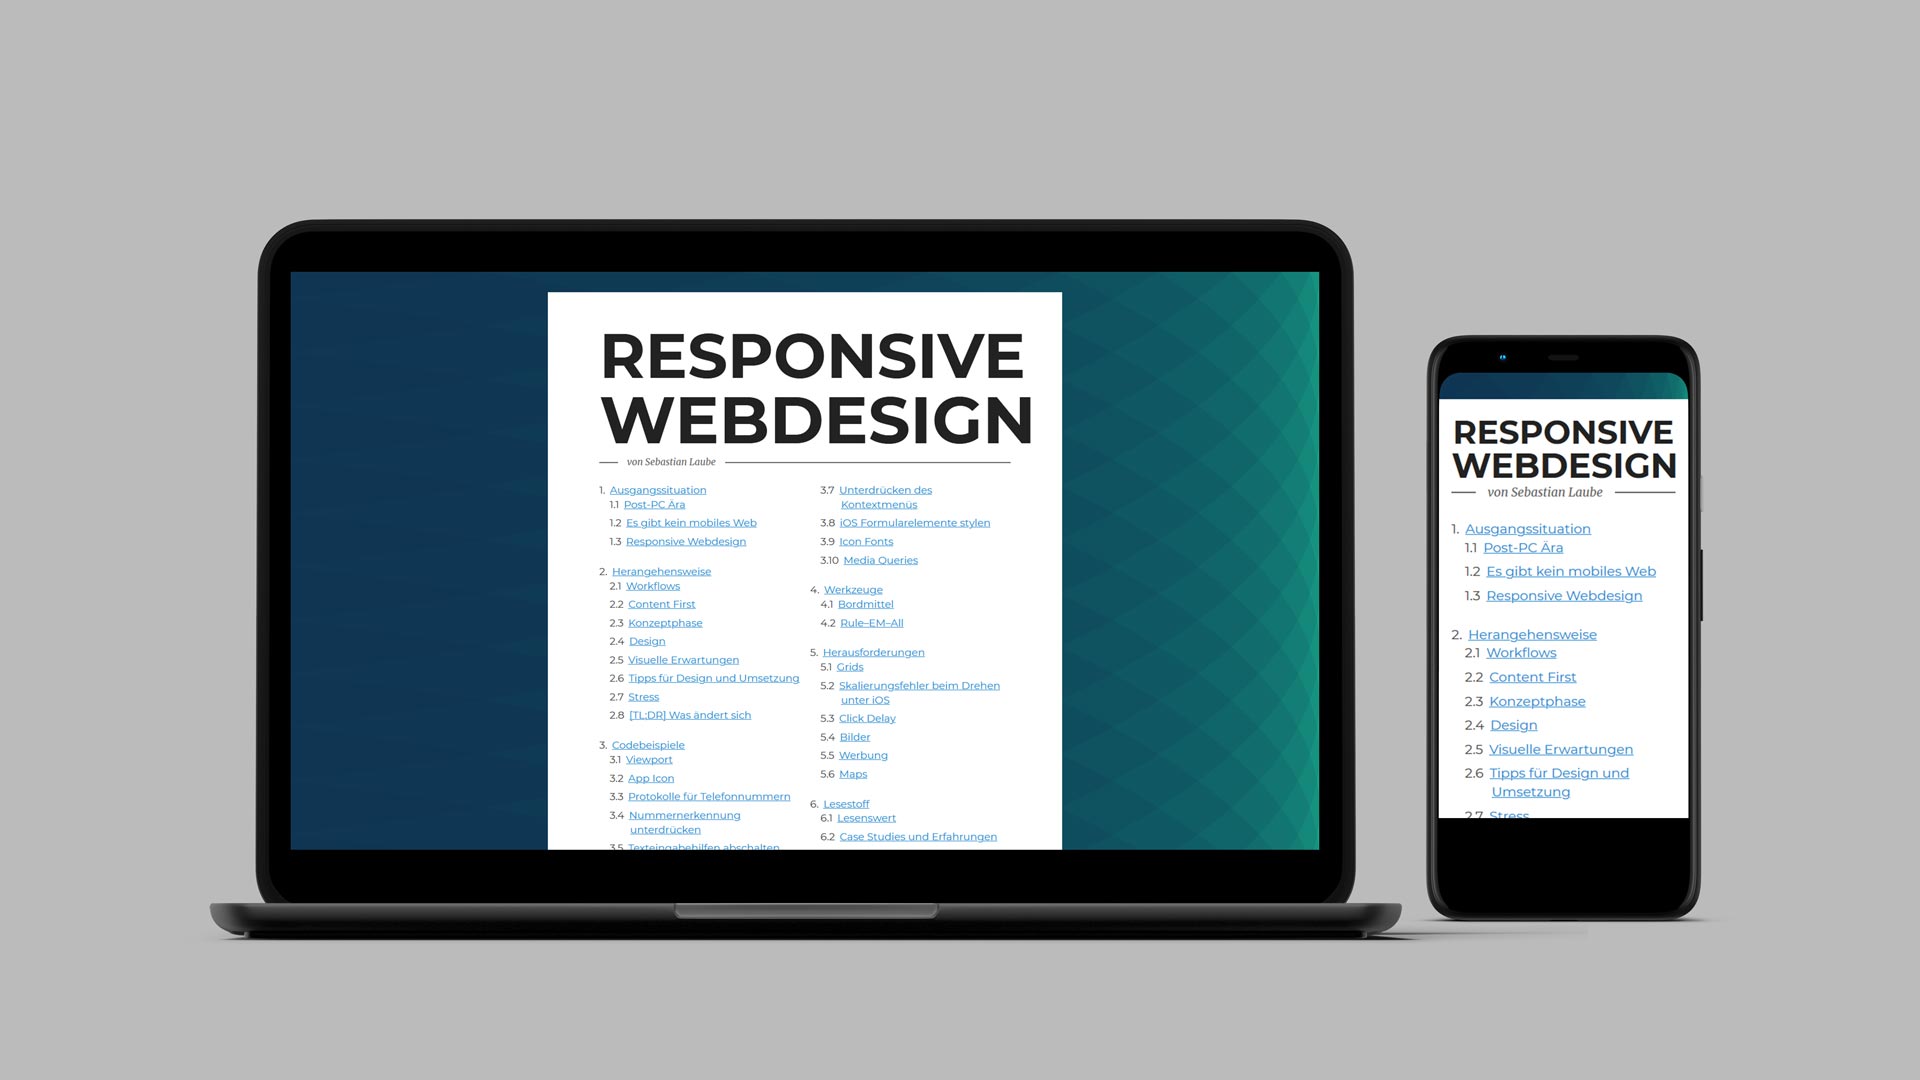 RESPONSIVE
WEBDESIGN
von Sebastian Laube
1. Ausgangssituation
1.1 Post-PC Ära
1.2 Es gibt kein mobiles Web
1.3 Responsive Webdesign
2. Herangehensweise
2.1 Workflows
2.2 Content First
2.3 Konzeptphase
2.4 Design
2.5 Visuelle Erwartungen
2.6 Tipps für Design und Umsetzung
2.7 Stress
2.8 [TL:DR] Was ändert sich
3. Codebeispiele
3.1 Viewport
3.2 App Icon
3.3 Protokolle für Telefonnummern
3.4 Nummernerkennung
unterdrücken
3.5 Texteingabehilfen abschalten
3.7 Unterdrücken des
Kontextmenüs
3.8 iOS Formularelemente stylen
3.9 Icon Fonts
3.10 Media Queries
4. Werkzeuge
4.1 Bordmittel
4.2 Rule–EM–All
5. Herausforderungen
5.1 Grids
5.2 Skalierungsfehler beim Drehen
unter iOS
5.3 Click Delay
5.4 Bilder
5.5 Werbung
5.6 Maps
6. Lesestoff
6.1 Lesenswert
6.2 Case Studies und Erfahrungen
RESPONSIVE
WEBDESIGN
von Sebastian Laube
1. Ausgangssituation
1.1 Post-PC Ära
1.2 Es gibt kein mobiles Web
1.3 Responsive Webdesign
2. Herangehensweise
2.1 Workflows
2.2 Content First
2.3 Konzeptphase
2.4 Design
2.5 Visuelle Erwartungen
2.6 Tipps für Design und
Umsetzung
2.7 Stress